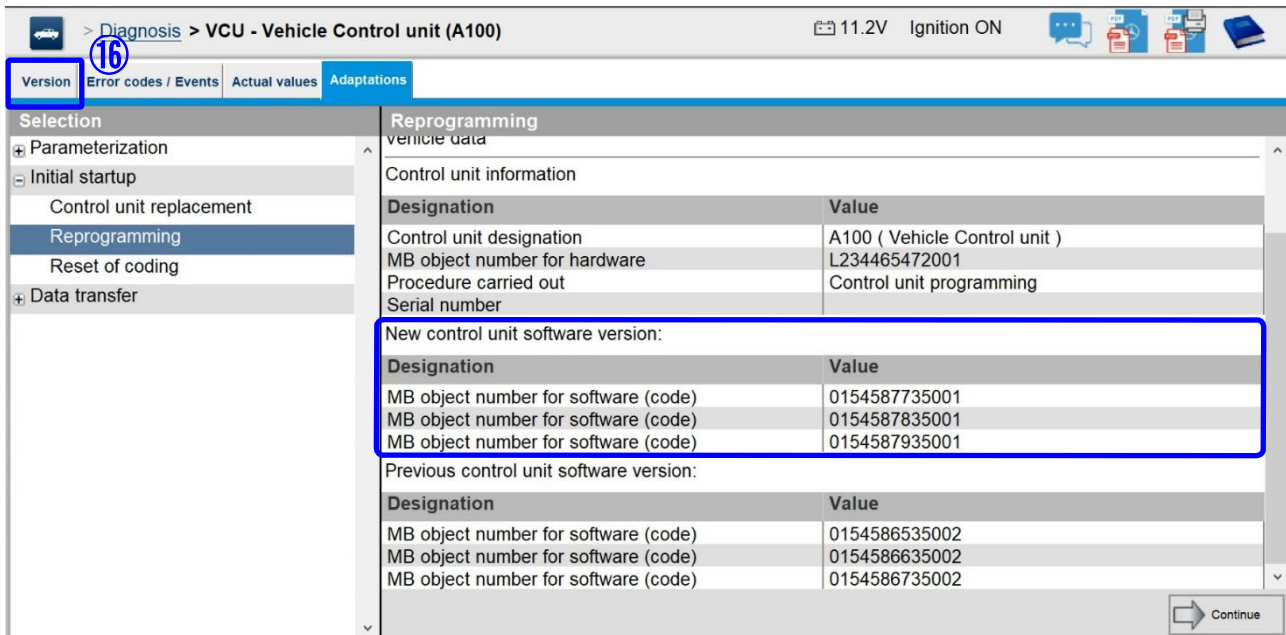 > Diagnosis > VCU - Vehicle Control unit (A100) 11.2V Ignition ON
⑯
Version Error codes / Events Actual values Adaptations
Selection
Parameterization
Initial startup
Control unit replacement
Reprogramming
Reset of coding
Data transfer
Reprogramming
Vehicle data
Control unit information
Designation Value
Control unit designation A100 ( Vehicle Control unit )
MB object number for hardware L234465472001
Procedure carried out Control unit programming
Serial number
New control unit software version:
Designation Value
MB object number for software (code) 0154587735001
MB object number for software (code) 0154587835001
MB object number for software (code) 0154587935001
Previous control unit software version:
Designation Value
MB object number for software (code) 0154586535002
MB object number for software (code) 0154586635002
MB object number for software (code) 0154586735002
Continue